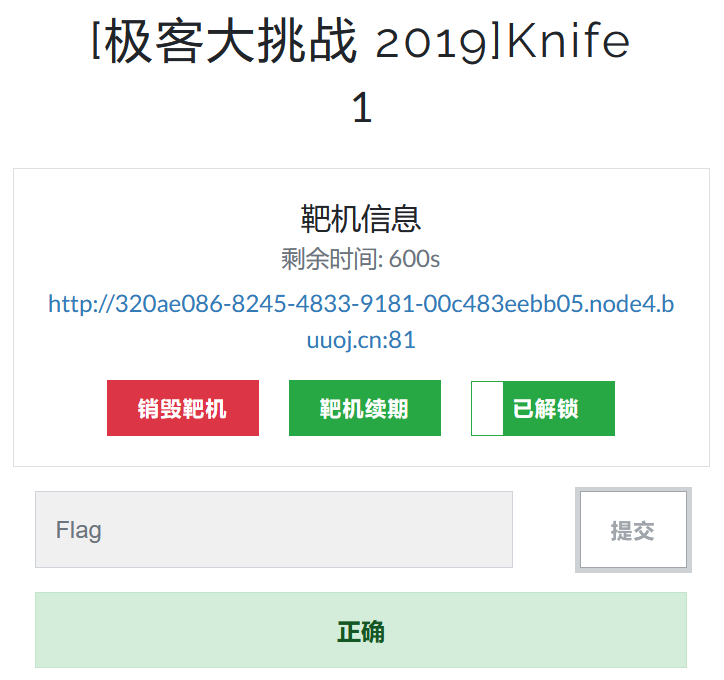 [极客大挑战 2019]Knife
1
靶机信息
剩余时间: 600s
http://320ae086-8245-4833-9181-00c483eebb05.node4.b
uuoj.cn:81
销毁靶机 靶机续期 已解锁
Flag 提交
正确